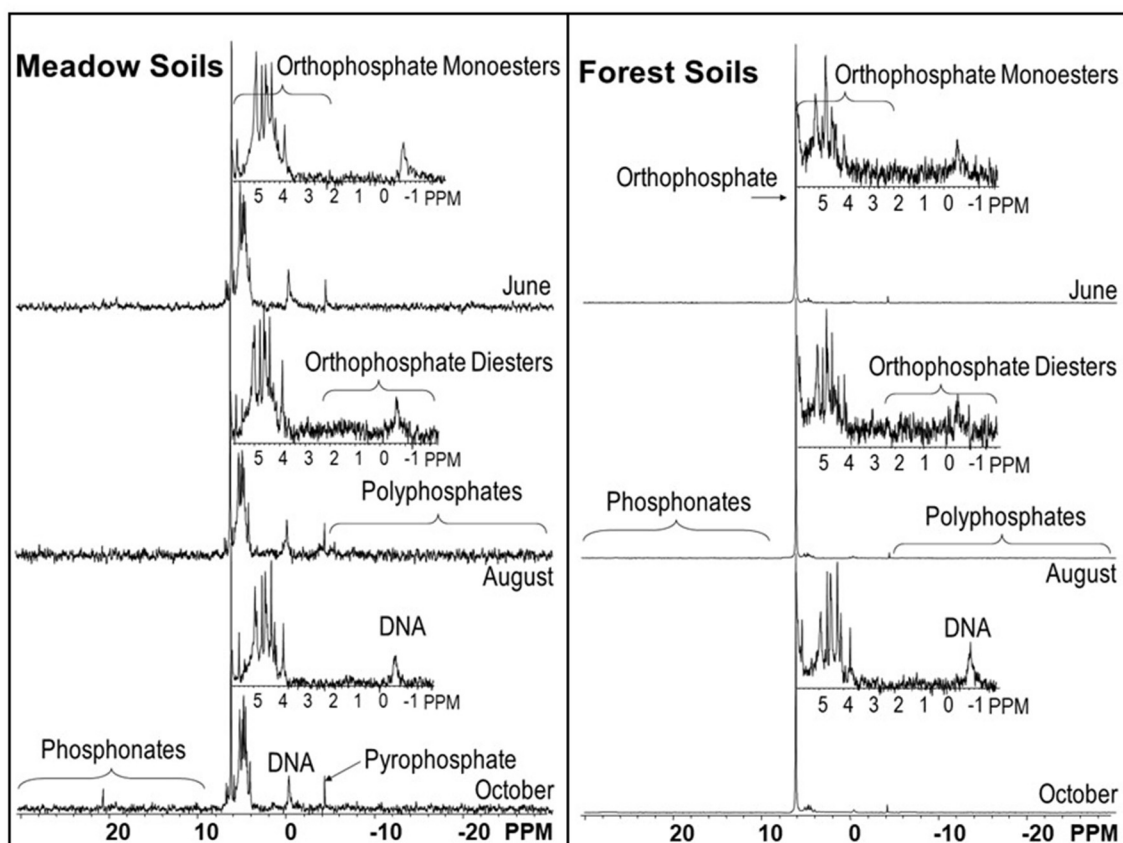 Meadow Soils
Orthophosphate Monoesters
5 4 3 2 1 0 -1 PPM
June
Orthophosphate Diesters
5 4 3 2 1 0 -1 PPM
Polyphosphates
August
DNA
5 4 3 2 1 0 -1 PPM
Phosphonates
DNA
Pyrophosphate
October
20 10 0 -10 -20 PPM
Forest Soils
Orthophosphate Monoesters
Orthophosphate
5 4 3 2 1 0 -1 PPM
June
Orthophosphate Diesters
5 4 3 2 1 0 -1 PPM
Phosphonates
Polyphosphates
August
DNA
5 4 3 2 1 0 -1 PPM
October
20 10 0 -10 -20 PPM